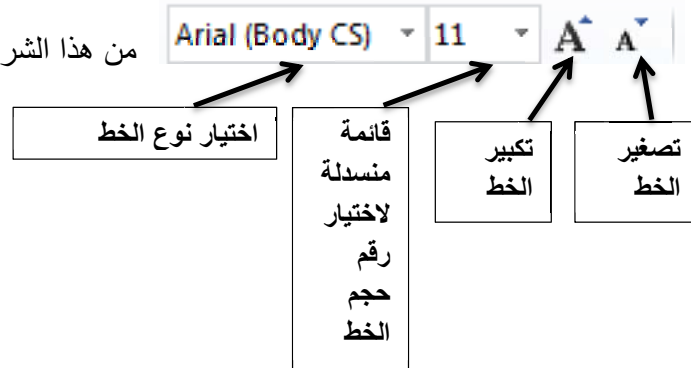 من هذا الشر
Arial (Body CS) 11 A A
اختيار نوع الخط
قائمة
منسدلة
لاختيار
رقم
حجم
الخط
تكبير
الخط
تصغير
الخط